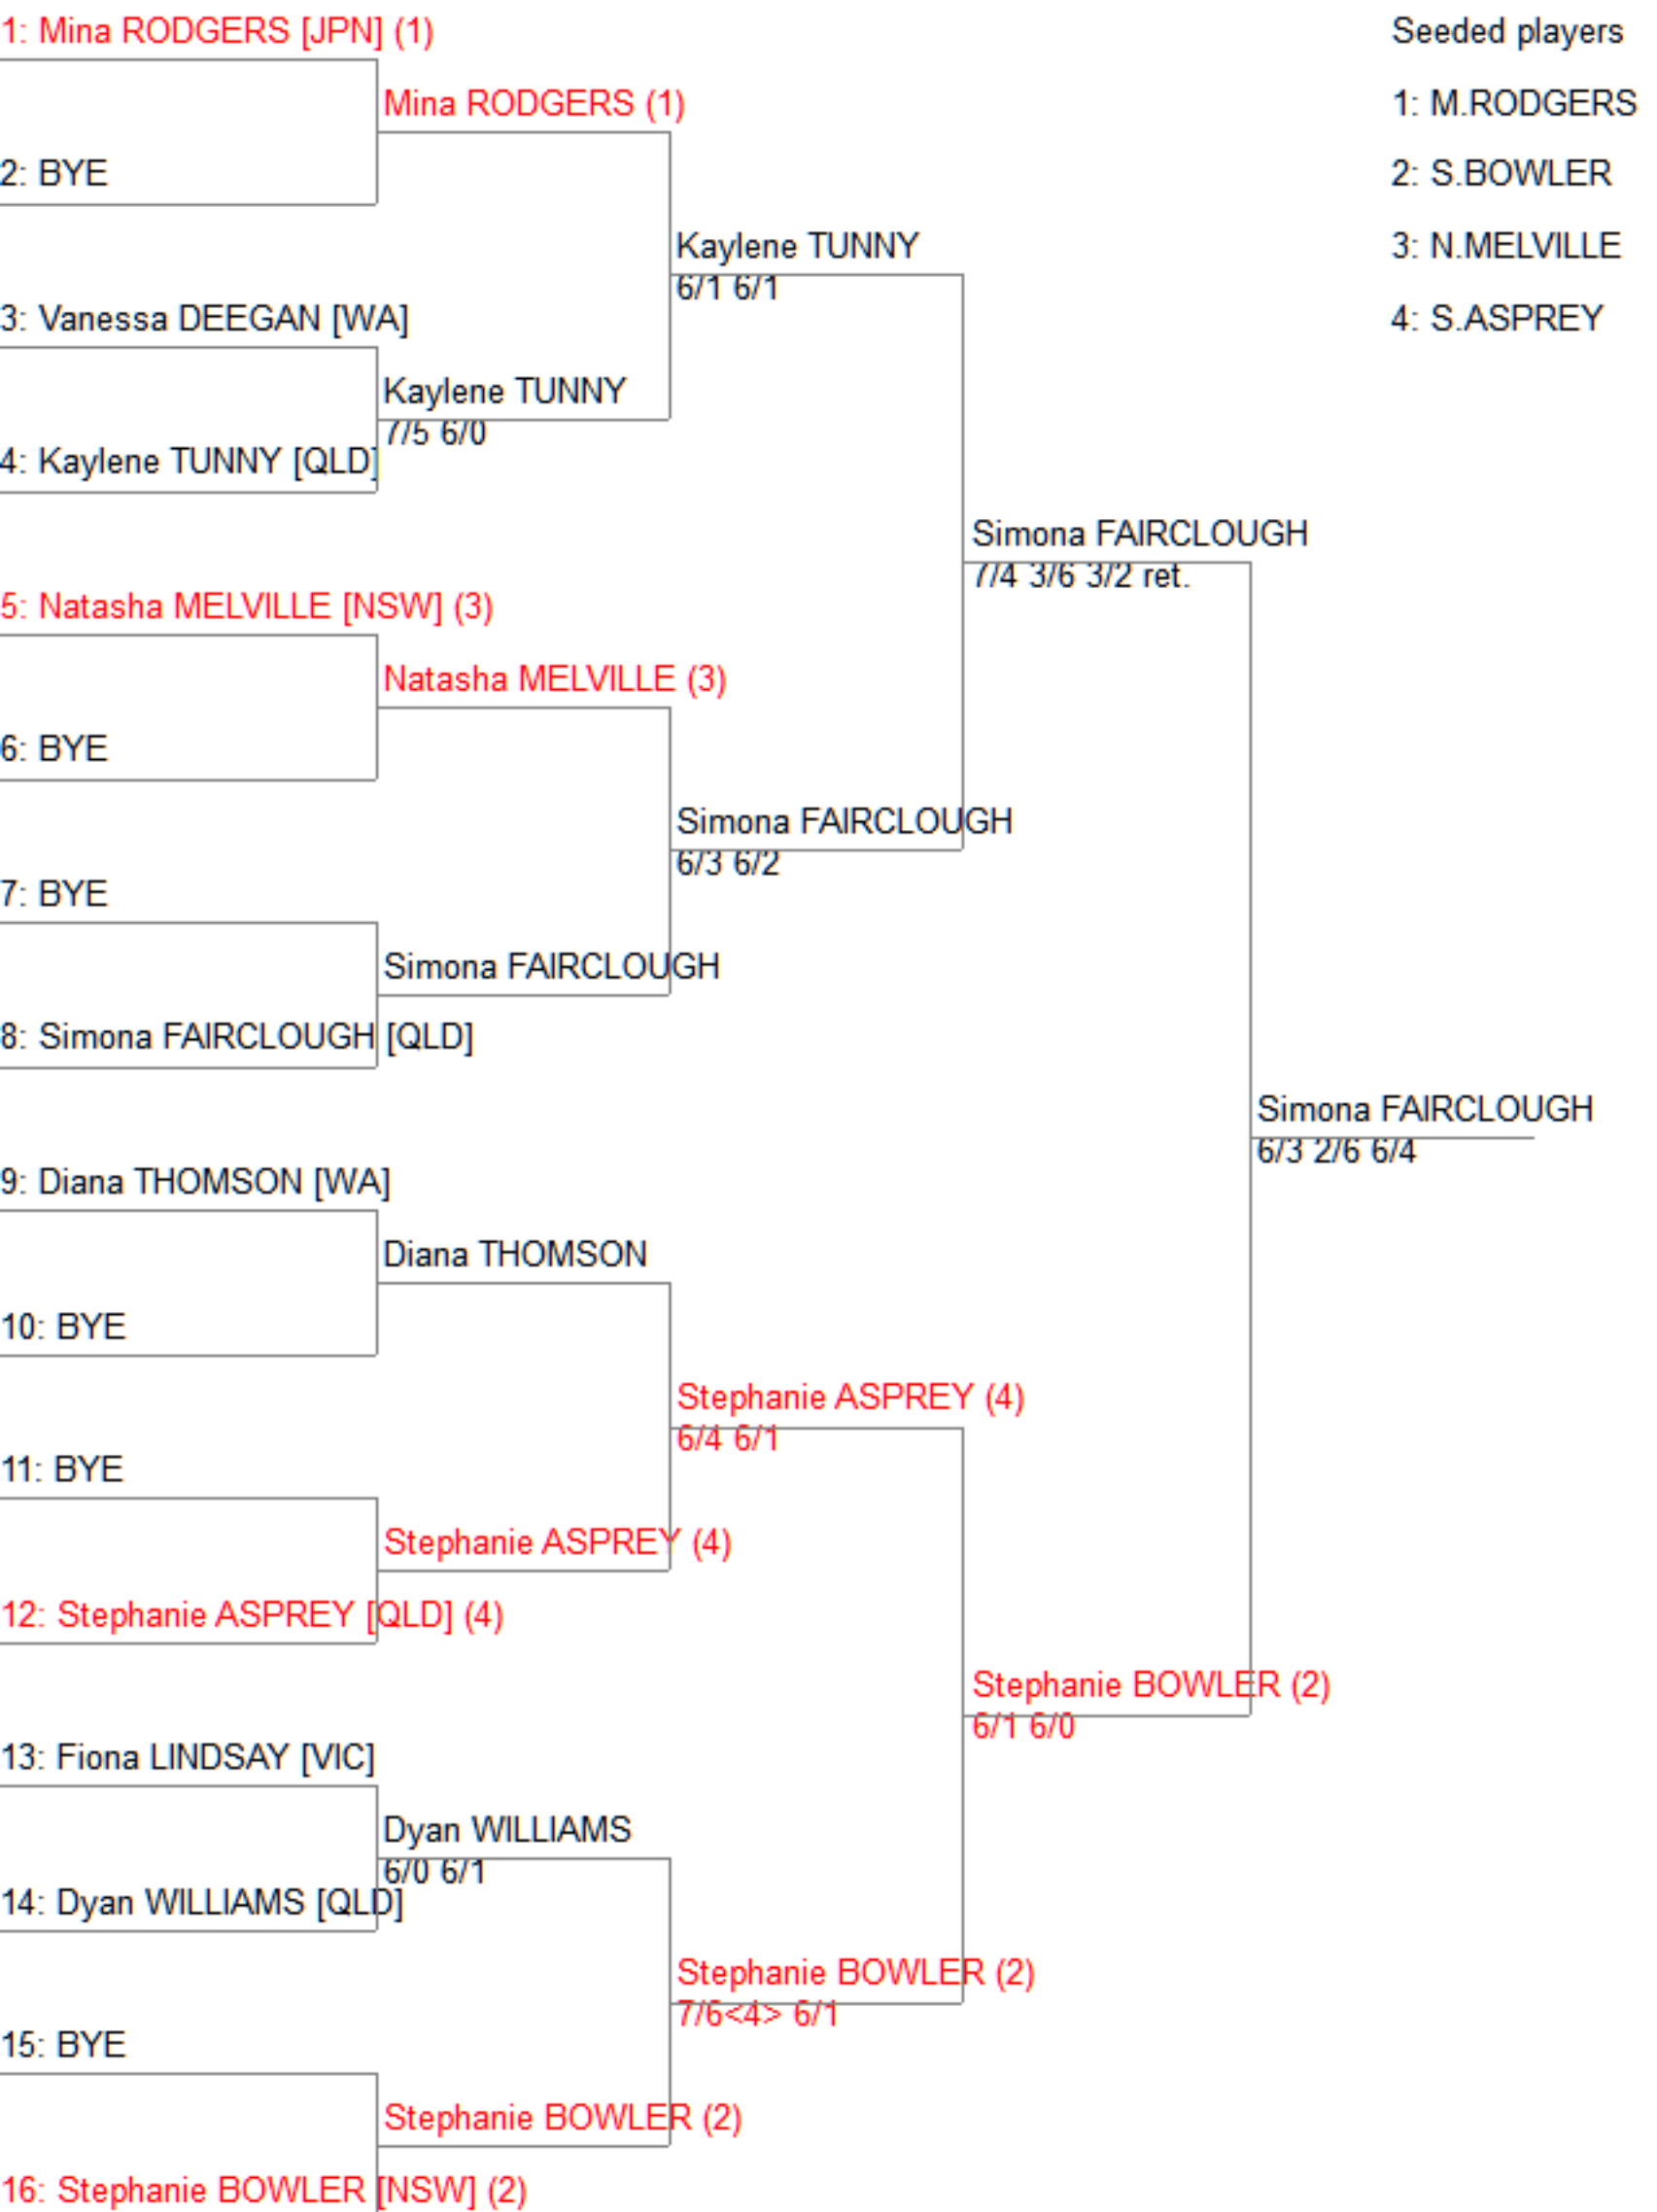 1: Mina RODGERS [JPN] (1)
Seeded players
Mina RODGERS (1)
1: M.RODGERS
2: BYE
2: S.BOWLER
Kaylene TUNNY
3: N.MELVILLE
6/1 6/1
3: Vanessa DEEGAN [WA]
4: S.ASPREY
Kaylene TUNNY
7/5 6/0
4: Kaylene TUNNY [QLD]
Simona FAIRCLOUGH
7/4 3/6 3/2 ret.
5: Natasha MELVILLE [NSW] (3)
Natasha MELVILLE (3)
6: BYE
Simona FAIRCLOUGH
6/3 6/2
7: BYE
Simona FAIRCLOUGH
8: Simona FAIRCLOUGH [QLD]
Simona FAIRCLOUGH
6/3 2/6 6/4
9: Diana THOMSON [WA]
Diana THOMSON
10: BYE
Stephanie ASPREY (4)
6/4 6/1
11: BYE
Stephanie ASPREY (4)
12: Stephanie ASPREY [QLD] (4)
Stephanie BOWLER (2)
6/1 6/0
13: Fiona LINDSAY [VIC]
Dyan WILLIAMS
6/0 6/1
14: Dyan WILLIAMS [QLD]
Stephanie BOWLER (2)
7/6<4> 6/1
15: BYE
Stephanie BOWLER (2)
16: Stephanie BOWLER [NSW] (2)